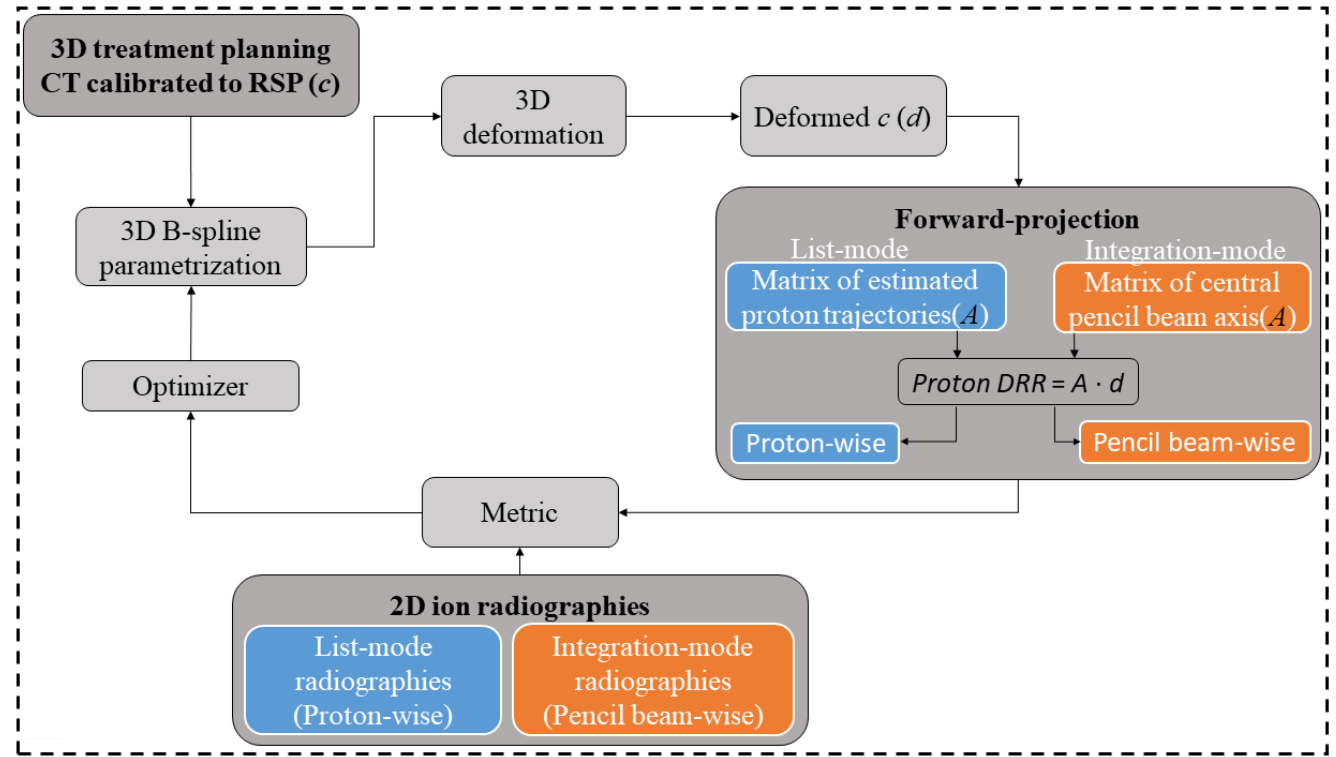 3D treatment planning
CT calibrated to RSP (c)
3D
deformation
Deformed c (d)
3D B-spline
parametrization
Forward-projection
List-mode
Integration-mode
Matrix of estimated
proton trajectories(A)
Matrix of central
pencil beam axis(A)
Proton DRR = A · d
Proton-wise
Pencil beam-wise
Optimizer
Metric
2D ion radiographies
List-mode
radiographies
(Proton-wise)
Integration-mode
radiographies
(Pencil beam-wise)